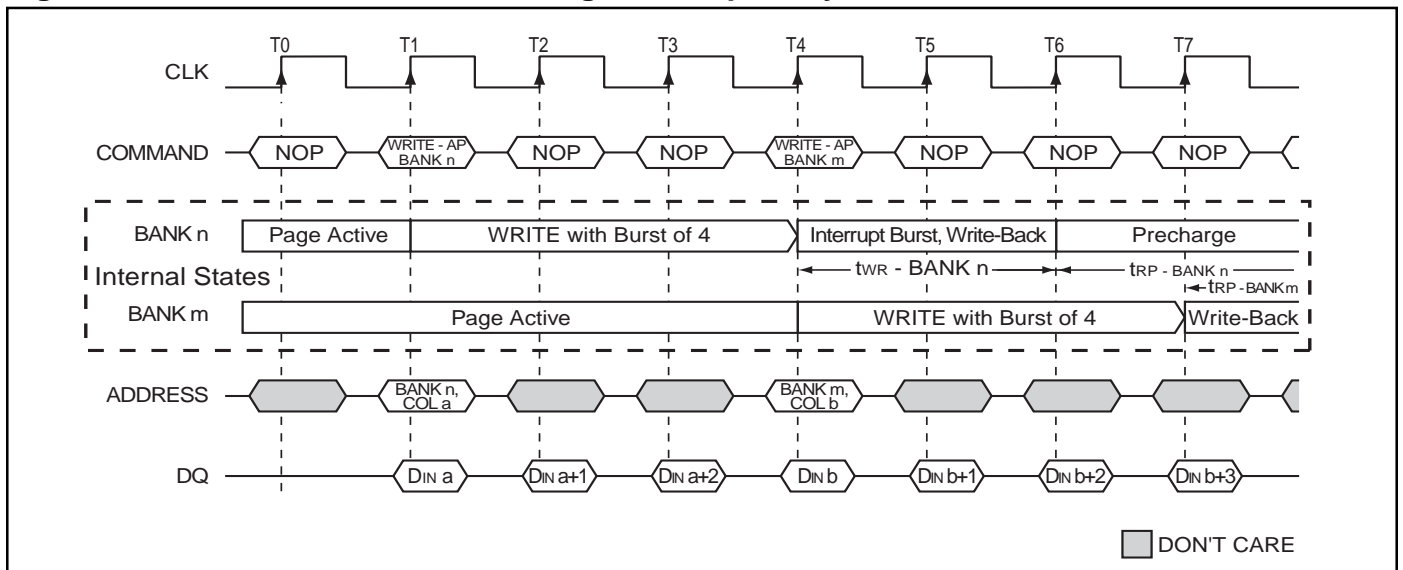 T0 T1 T2 T3 T4 T5 T6 T7
CLK
COMMAND NOP WRITE - AP BANK n NOP NOP WRITE - AP BANK m NOP NOP NOP
BANK n Page Active WRITE with Burst of 4 Interrupt Burst, Write-Back Precharge
tWR - BANK n tRP - BANK n
Internal States
tRP - BANK m
BANK m Page Active WRITE with Burst of 4 Write-Back
ADDRESS BANK n, COL a BANK m, COL b
DQ DIN a DIN a+1 DIN a+2 DIN b DIN b+1 DIN b+2 DIN b+3
DON'T CARE